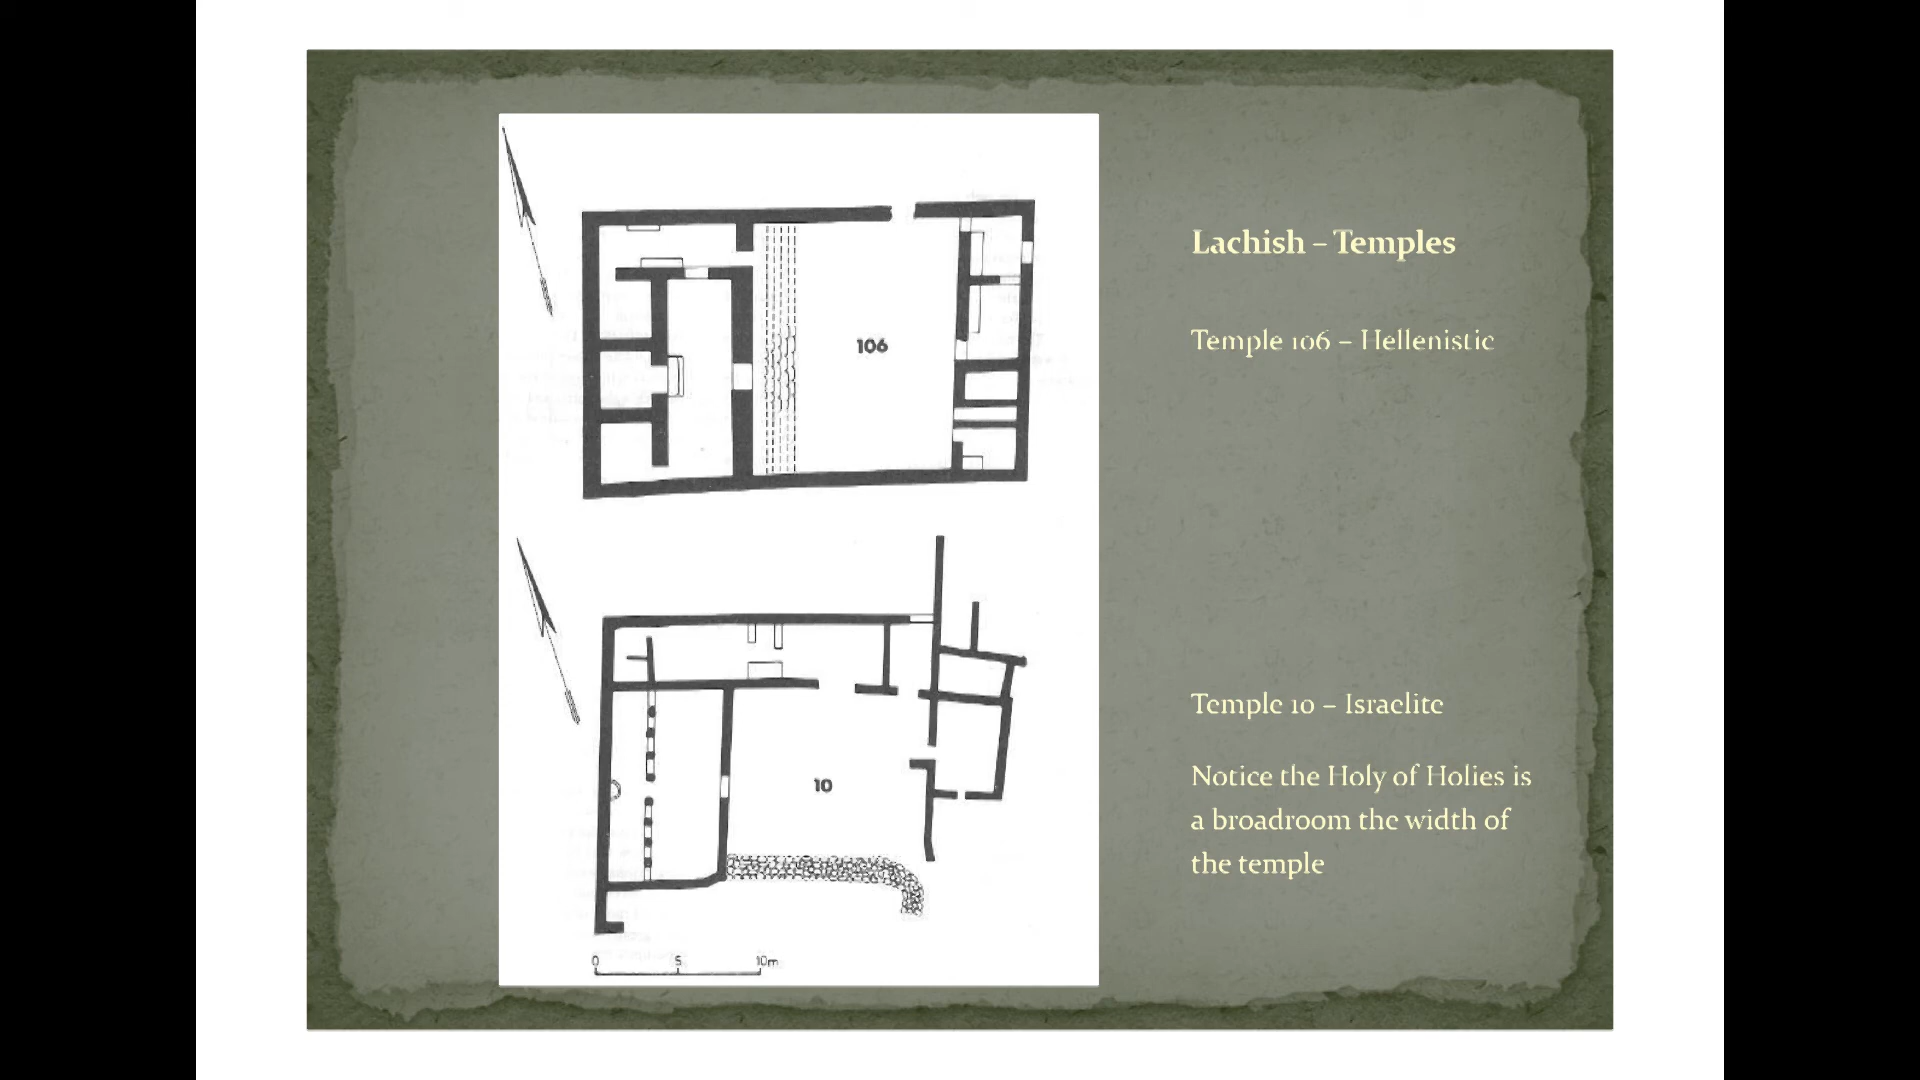 Lachish – Temples
106
Temple 106 – Hellenistic
Temple 10 – Israelite
10
Notice the Holy of Holies is
a broadroom the width of
the temple
0 5 10m